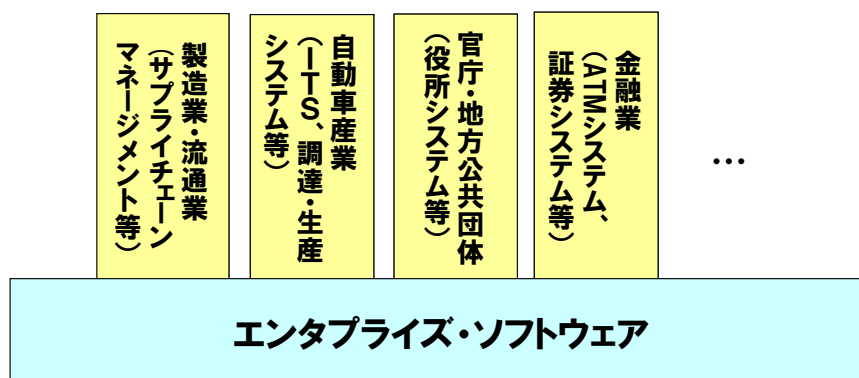 製造業・流通業
（サプライチェーン
マネージメント等）
自動車産業
（ＩＴＳ、調達・生産
システム等）
官庁・地方公共団体
（役所システム等）
金融業
（ATMシステム、
証券システム等）
…
エンタプライズ・ソフトウェア